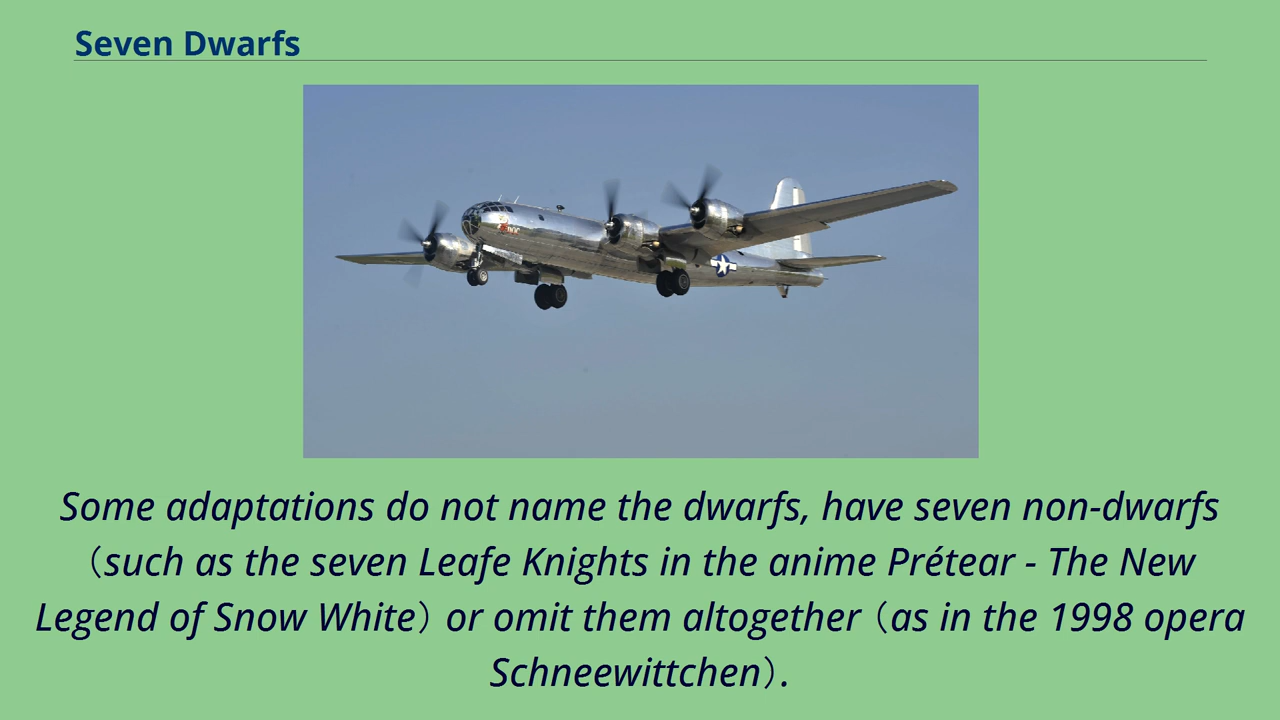 Seven Dwarfs
Some adaptations do not name the dwarfs, have seven non-dwarfs
（such as the seven Leafe Knights in the anime Prétear - The New
Legend of Snow White）or omit them altogether（as in the 1998 opera
Schneewittchen）.